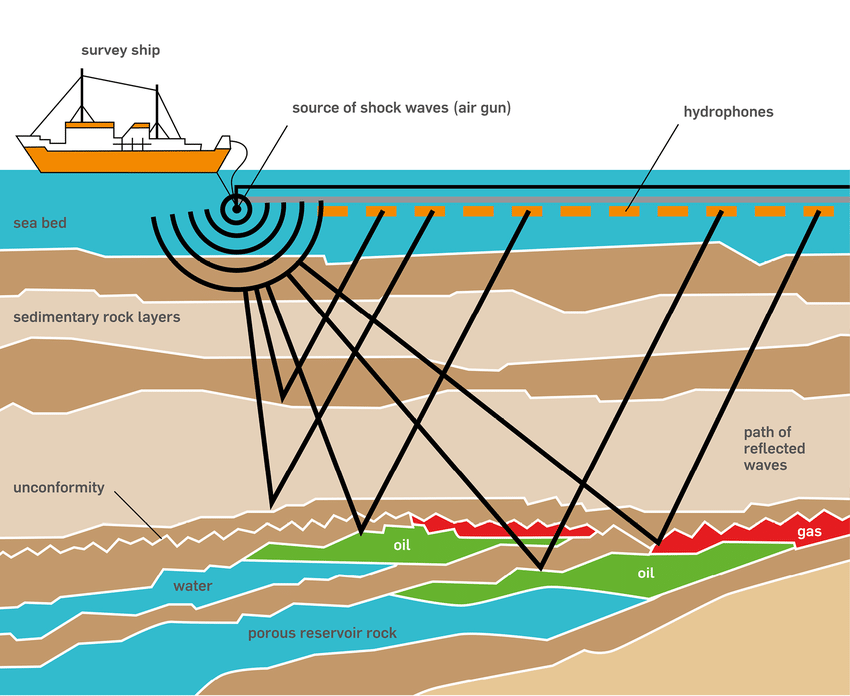 survey ship
source of shock waves (air gun)
hydrophones
sea bed
sedimentary rock layers
path of
reflected
waves
unconformity
gas
oil
oil
water
porous reservoir rock